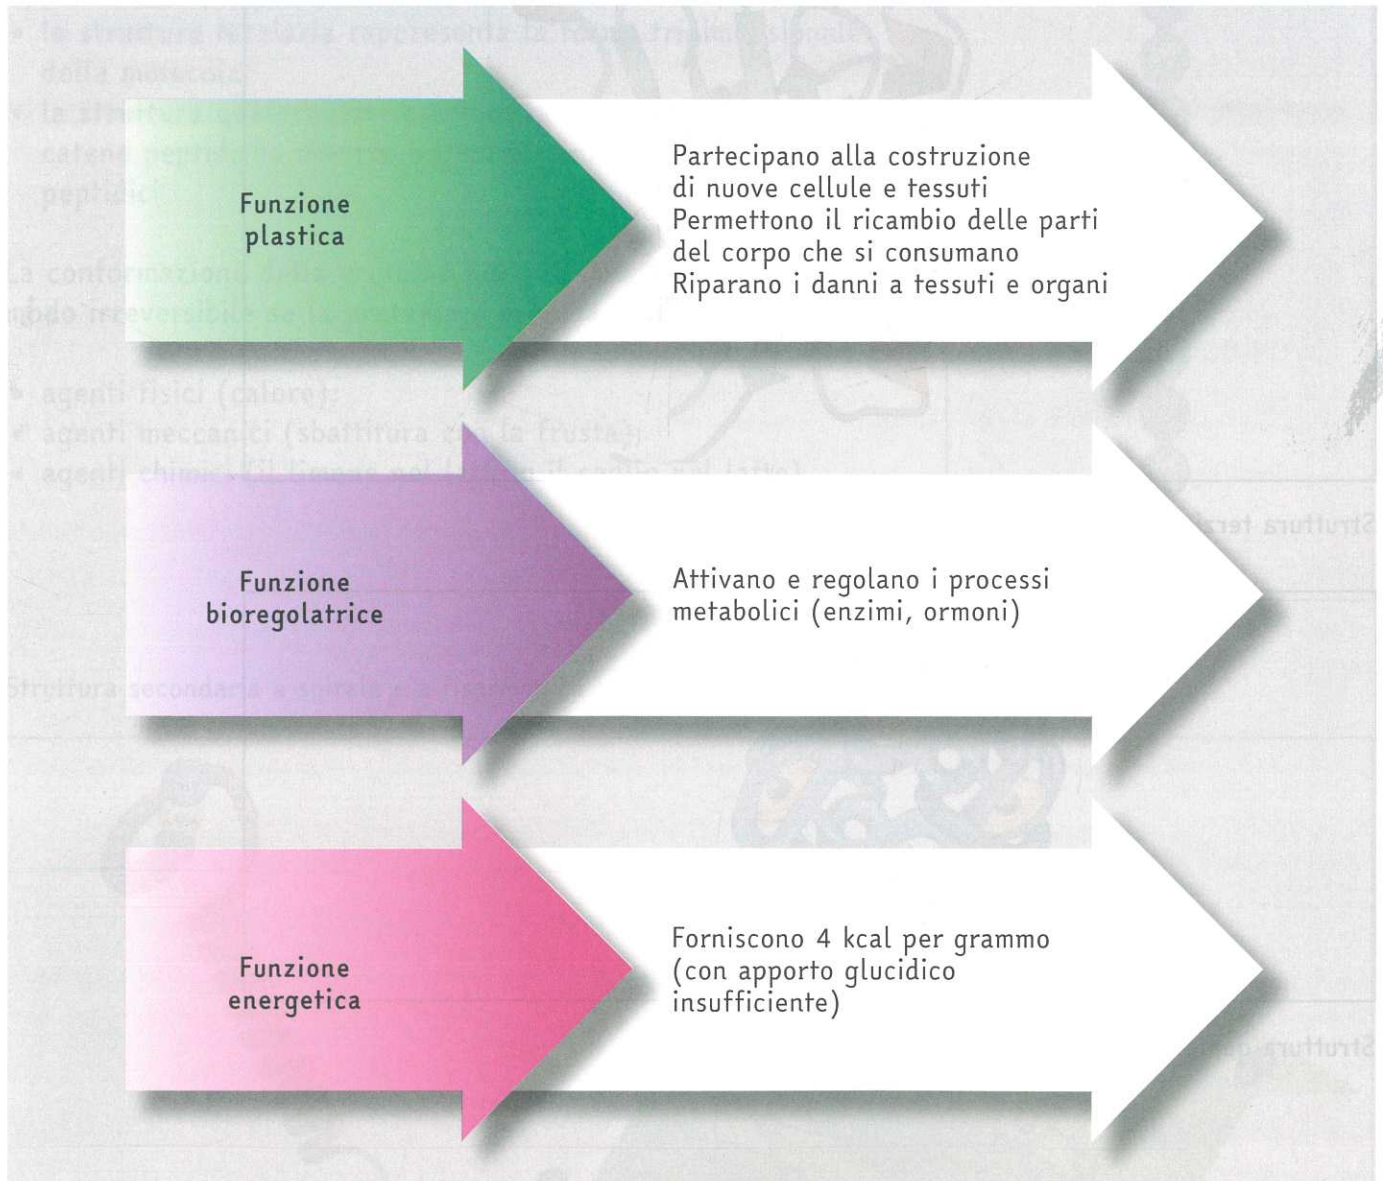 Funzione
plastica
Partecipano alla costruzione
di nuove cellule e tessuti
Permettono il ricambio delle parti
del corpo che si consumano
Riparano i danni a tessuti e organi
Funzione
bioregolatrice
Attivano e regolano i processi
metabolici (enzimi, ormoni)
Funzione
energetica
Forniscono 4 kcal per grammo
(con apporto glucidico
insufficiente)